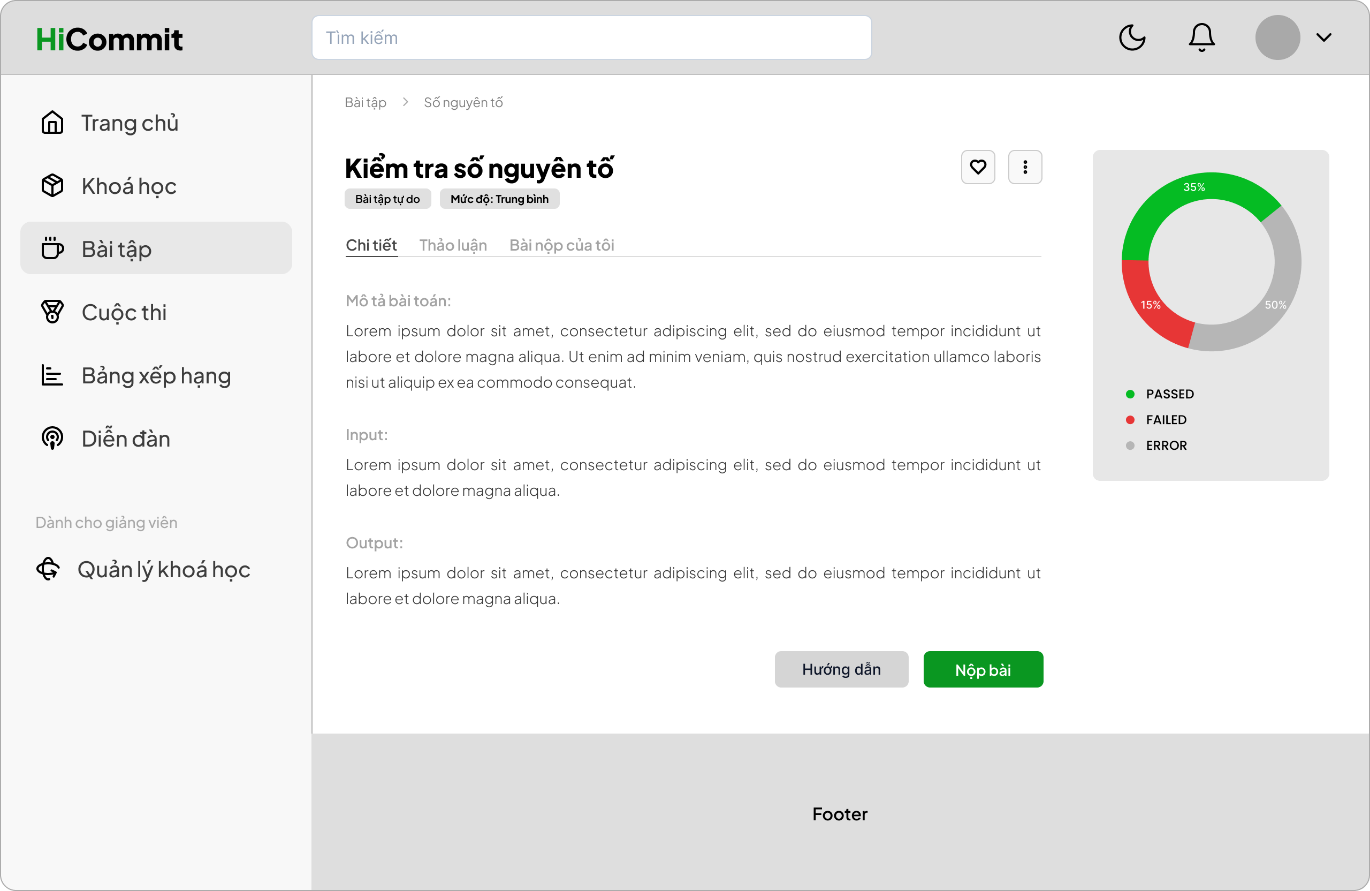 HiCommit
Tìm kiếm
Trang chủ
Khoá học
Bài tập
Cuộc thi
Bảng xếp hạng
Diễn đàn
Dành cho giảng viên
Quản lý khoá học
Bài tập > Số nguyên tố
Kiểm tra số nguyên tố
Bài tập tự do Mức độ: Trung bình
Chi tiết Thảo luận Bài nộp của tôi
Mô tả bài toán:
Lorem ipsum dolor sit amet, consectetur adipiscing elit, sed do eiusmod tempor incididunt ut
labore et dolore magna aliqua. Ut enim ad minim veniam, quis nostrud exercitation ullamco laboris
nisi ut aliquip ex ea commodo consequat.
Input:
Lorem ipsum dolor sit amet, consectetur adipiscing elit, sed do eiusmod tempor incididunt ut
labore et dolore magna aliqua.
Output:
Lorem ipsum dolor sit amet, consectetur adipiscing elit, sed do eiusmod tempor incididunt ut
labore et dolore magna aliqua.
Hướng dẫn Nộp bài
35%
15% 50%
PASSED
FAILED
ERROR
Footer